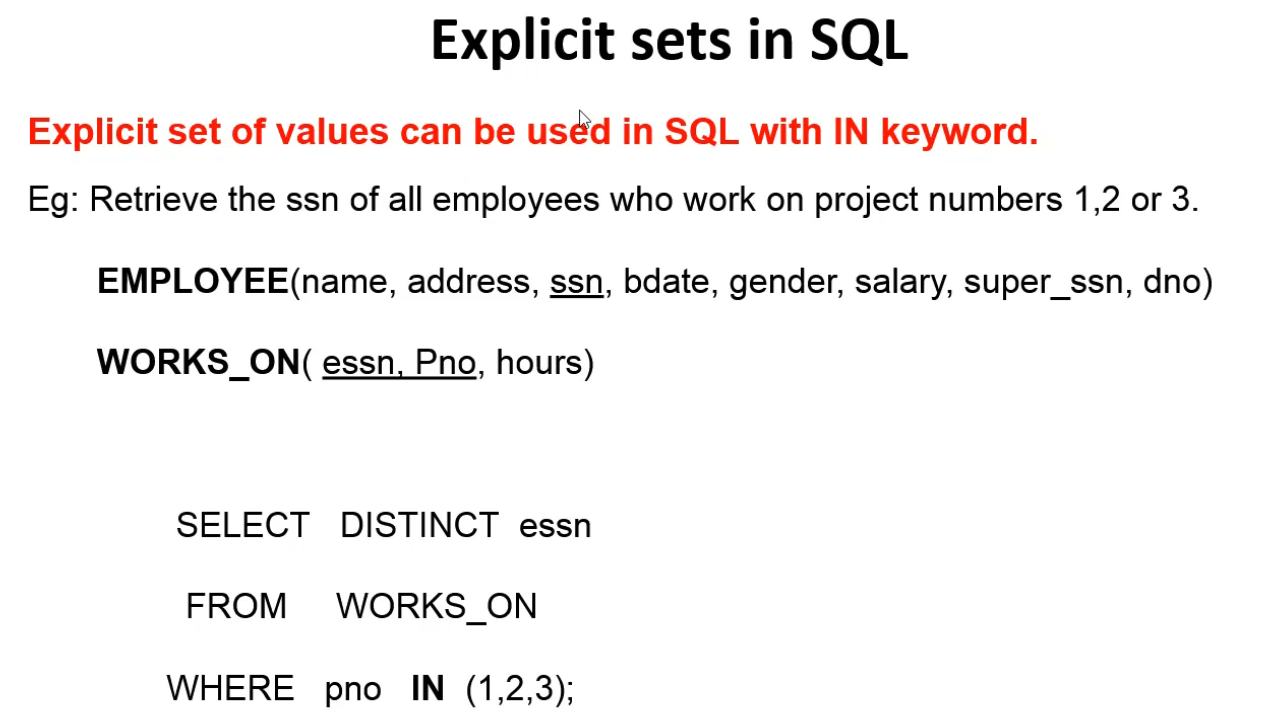 Explicit sets in SQL
Explicit set of values can be used in SQL with IN keyword.
Eg: Retrieve the ssn of all employees who work on project numbers 1,2 or 3.
EMPLOYEE(name, address, ssn, bdate, gender, salary, super_ssn, dno)
WORKS_ON( essn, Pno, hours)
SELECT DISTINCT essn
FROM WORKS_ON
WHERE pno IN (1,2,3);